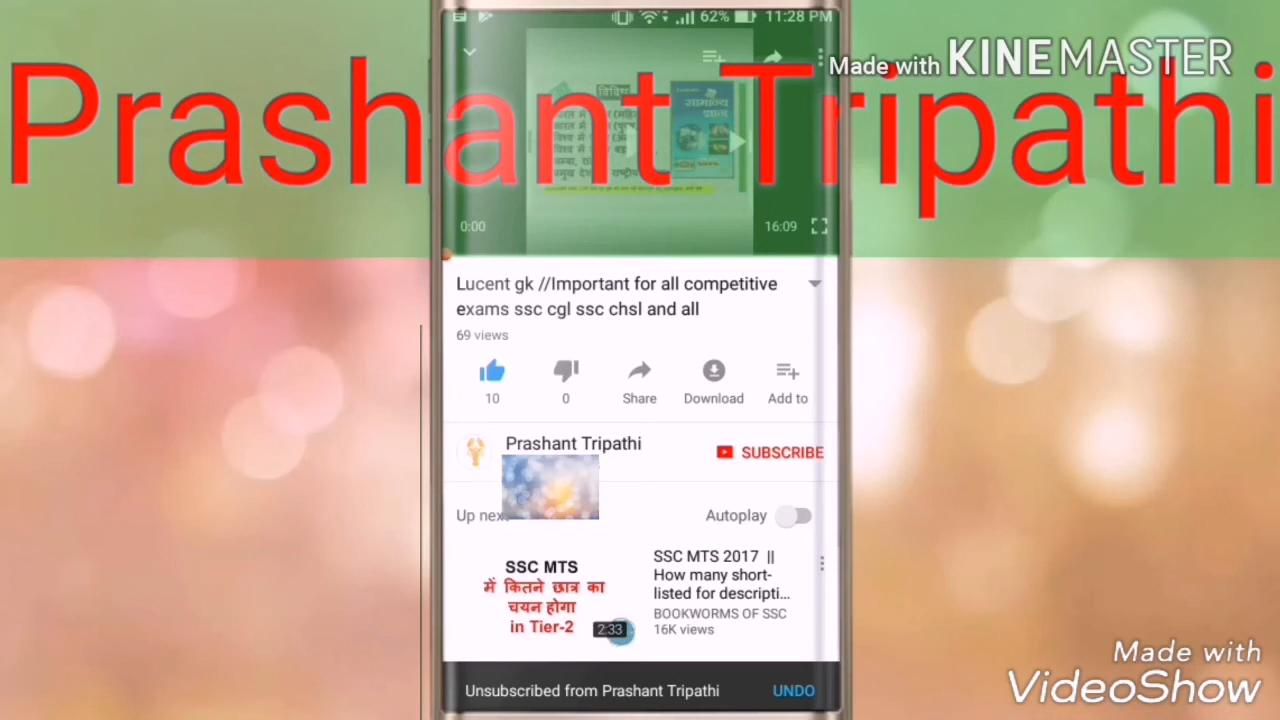 62% 11:28 PM
Made with KINEMASTER
Prashant Tripathi
विविध
सामान्य
ज्ञान
0:00 16:09
Lucent gk //Important for all competitive
exams ssc cgl ssc chsl and all
69 views
10 0 Share Download Add to
Prashant Tripathi
SUBSCRIBE
Up nex
Autoplay
SSC MTS
में कितने छात्र का
चयन होगा
in Tier-2
2:33
SSC MTS 2017 ||
How many short-
listed for descripti...
BOOKWORMS OF SSC
16K views
Unsubscribed from Prashant Tripathi UNDO
Made with
VideoShow